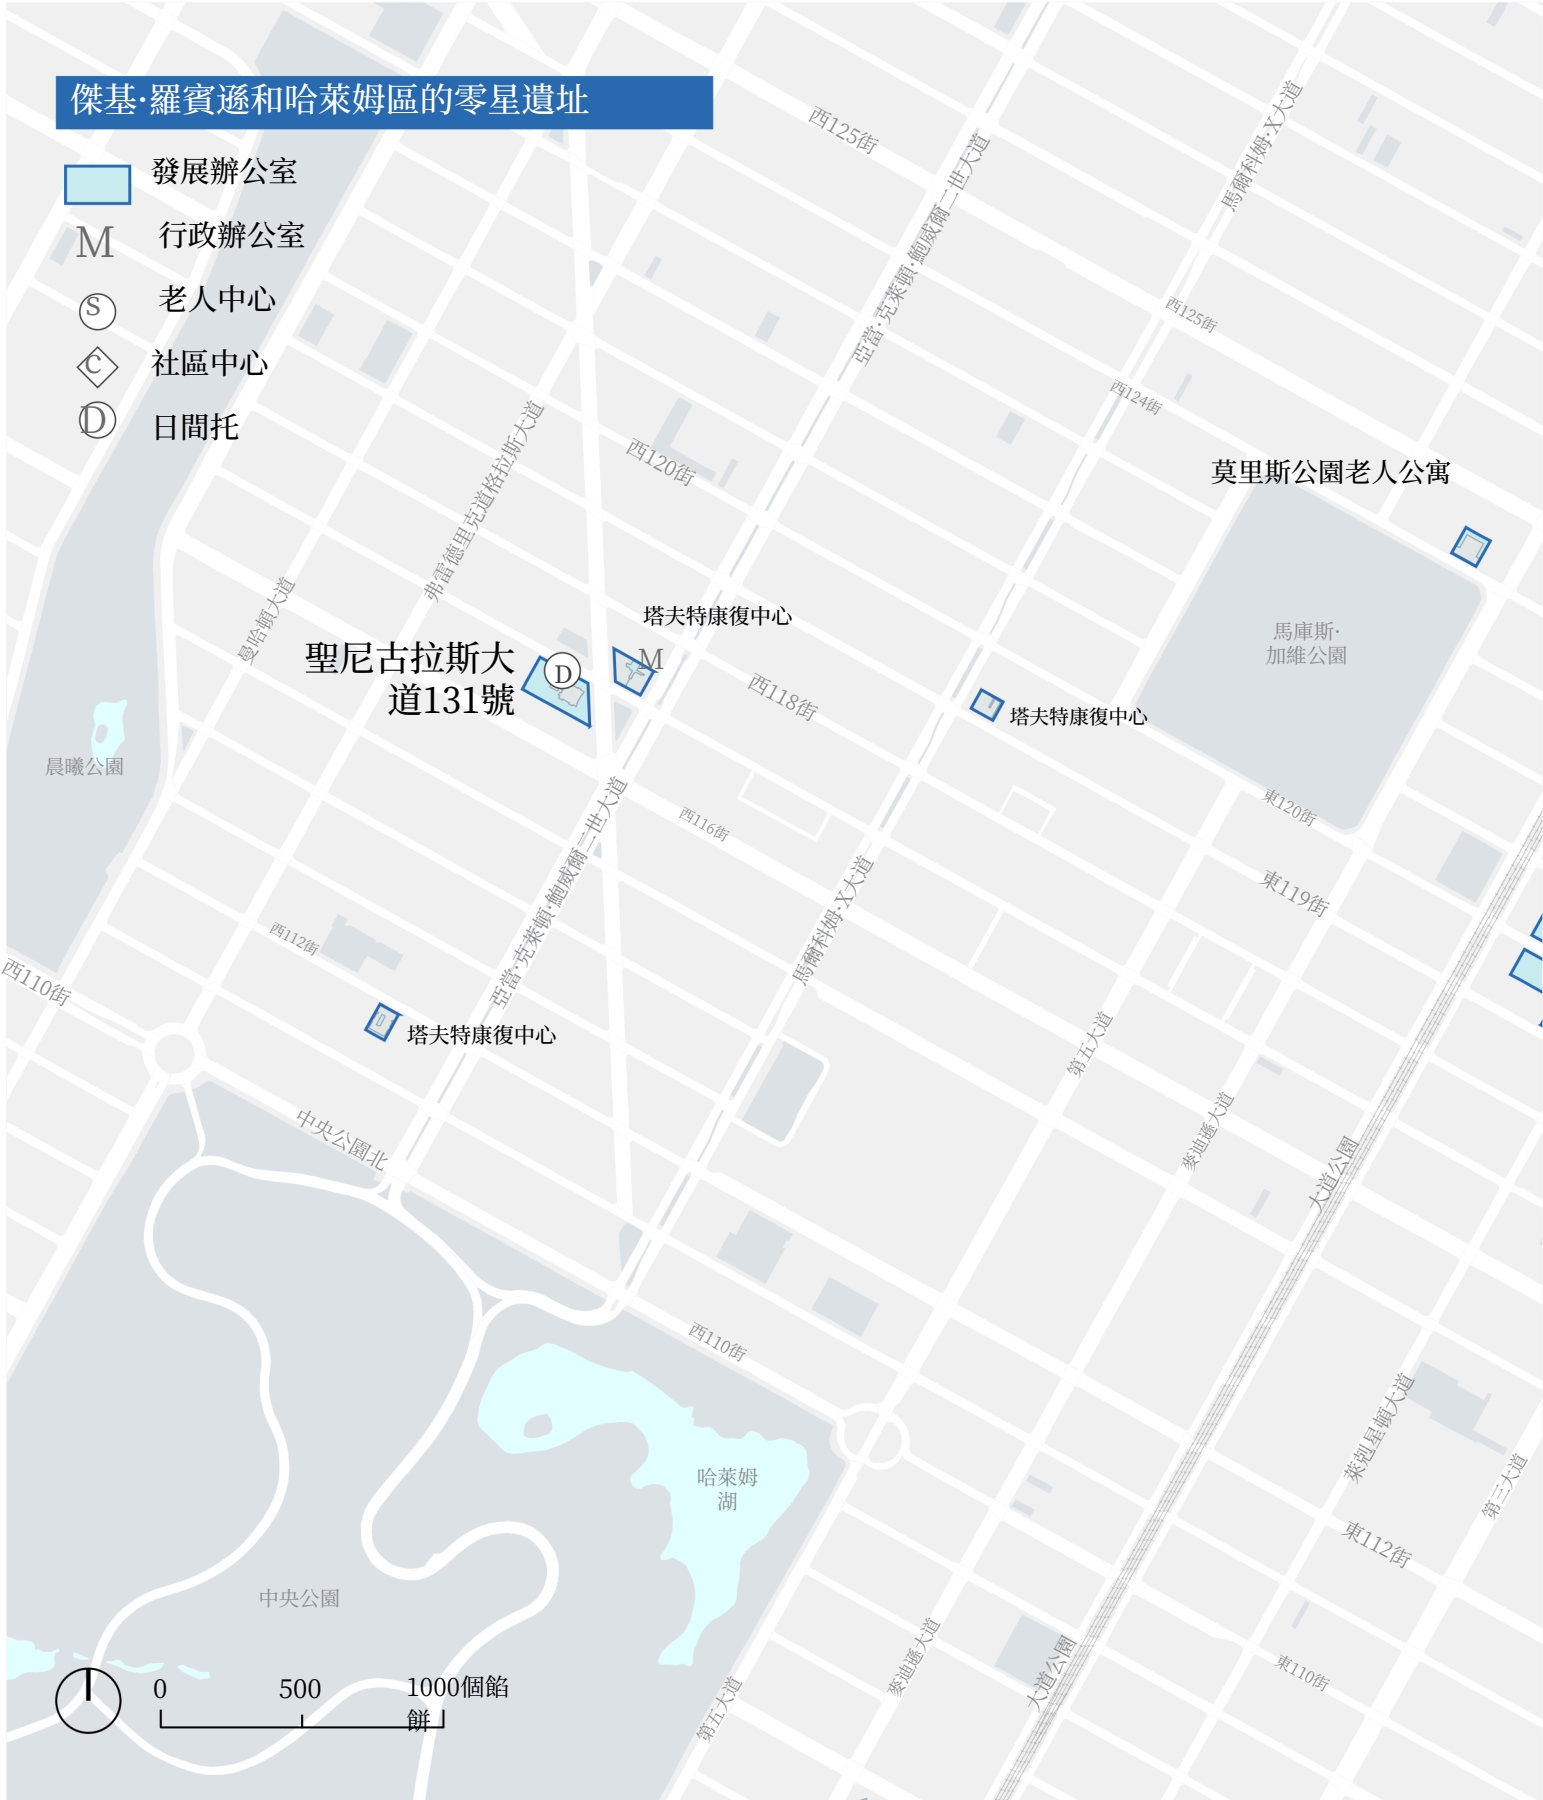 傑基·羅賓遜和哈萊姆區的零星遺址
發展辦公室
M
行政辦公室
S
老人中心
C
社區中心
D
日間托
西125街
亞當·克萊頓·鮑威爾二世大道
馬爾科姆·X大道
西125街
西124街
西120街
弗雷德里克道格拉斯大道
曼哈頓大道
莫里斯公園老人公寓
馬庫斯·
加維公園
塔夫特康復中心
M
聖尼古拉斯大
道131號
D
西118街
塔夫特康復中心
晨曦公園
東120街
西116街
東119街
亞當·克萊頓·鮑威爾二世大道
馬爾科姆·X大道
西112街
西110街
塔夫特康復中心
第五大道
中央公園北
麥迪遜大道
大道公園
西110街
萊剋星頓大道
哈萊姆
湖
第三大道
東112街
中央公園
麥迪遜大道
大道公園
東110街
第五大道
0
500
1000個餡
餅